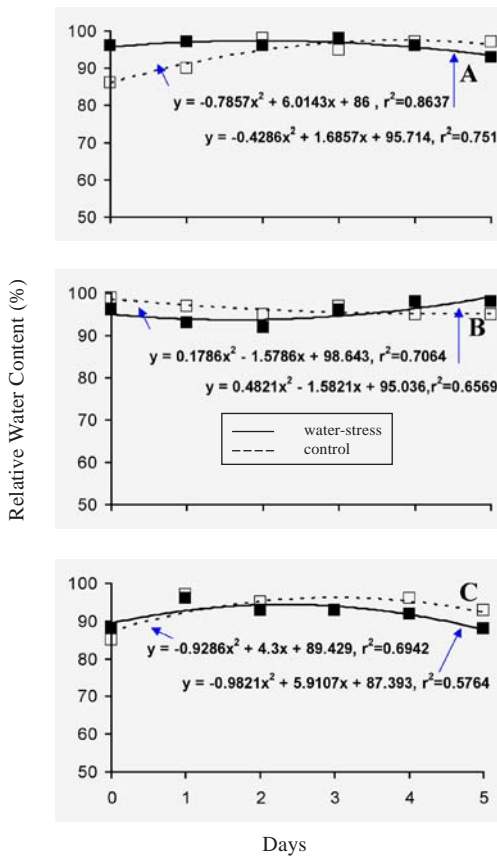 Relative Water Content (%)
100
90
80
70
60
50
A
y = -0.7857x² + 6.0143x + 86 , r²=0.8637
y = -0.4286x² + 1.6857x + 95.714, r²=0.751
100
90
80
70
60
50
B
y = 0.1786x² - 1.5786x + 98.643, r²=0.7064
y = 0.4821x² - 1.5821x + 95.036,r²=0.6569
water-stress
control
100
90
80
70
60
50
C
y = -0.9286x² + 4.3x + 89.429, r²=0.6942
y = -0.9821x² + 5.9107x + 87.393, r²=0.5764
0 1 2 3 4 5
Days